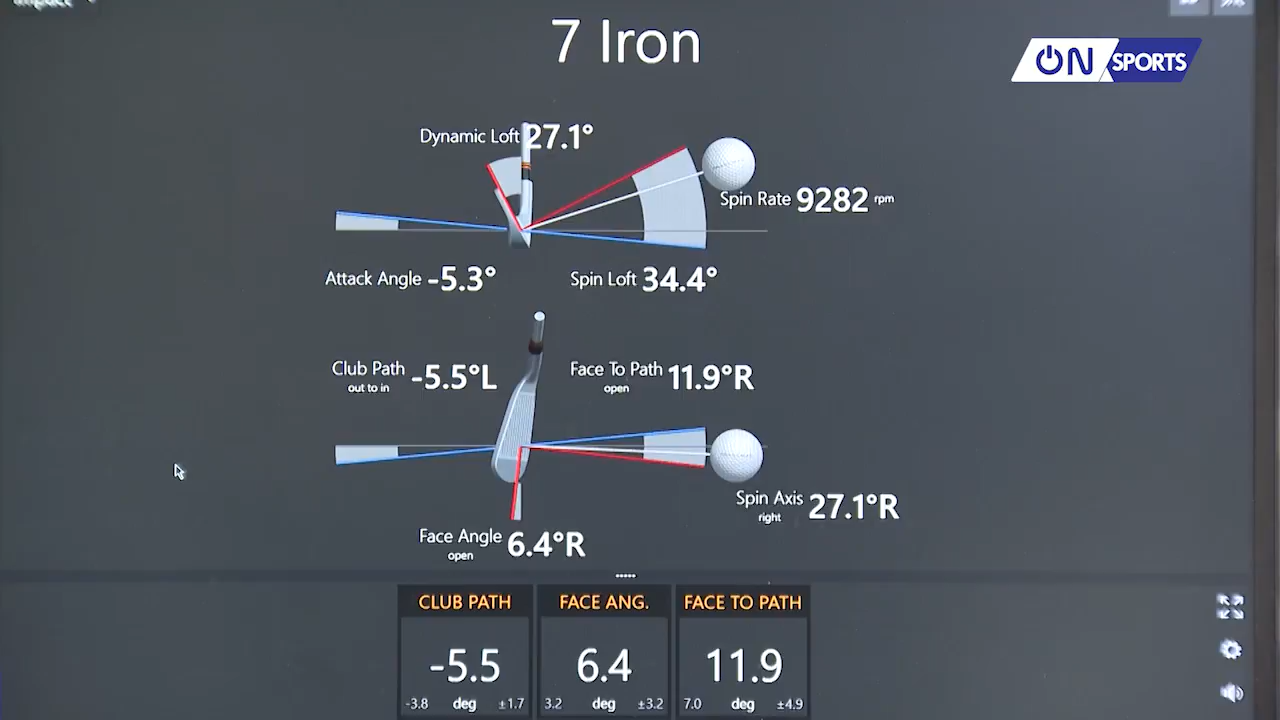 Impact
7 Iron
ON SPORTS
Dynamic Loft 27.1°
Spin Rate 9282 rpm
Attack Angle -5.3°
Spin Loft 34.4°
Club Path -5.5°L
out to in
Face To Path 11.9°R
open
Spin Axis 27.1°R
right
Face Angle 6.4°R
open
CLUB PATH
-5.5
-3.8 deg ±1.7
FACE ANG.
6.4
3.2 deg ±3.2
FACE TO PATH
11.9
7.0 deg ±4.9